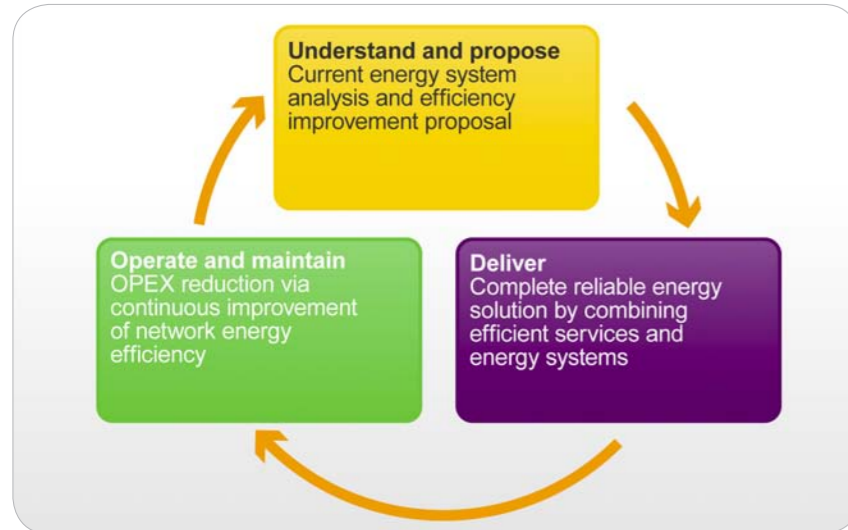 Understand and propose
Current energy system
analysis and efficiency
improvement proposal
Operate and maintain
OPEX reduction via
continuous improvement
of network energy
efficiency
Deliver
Complete reliable energy
solution by combining
efficient services and
energy systems